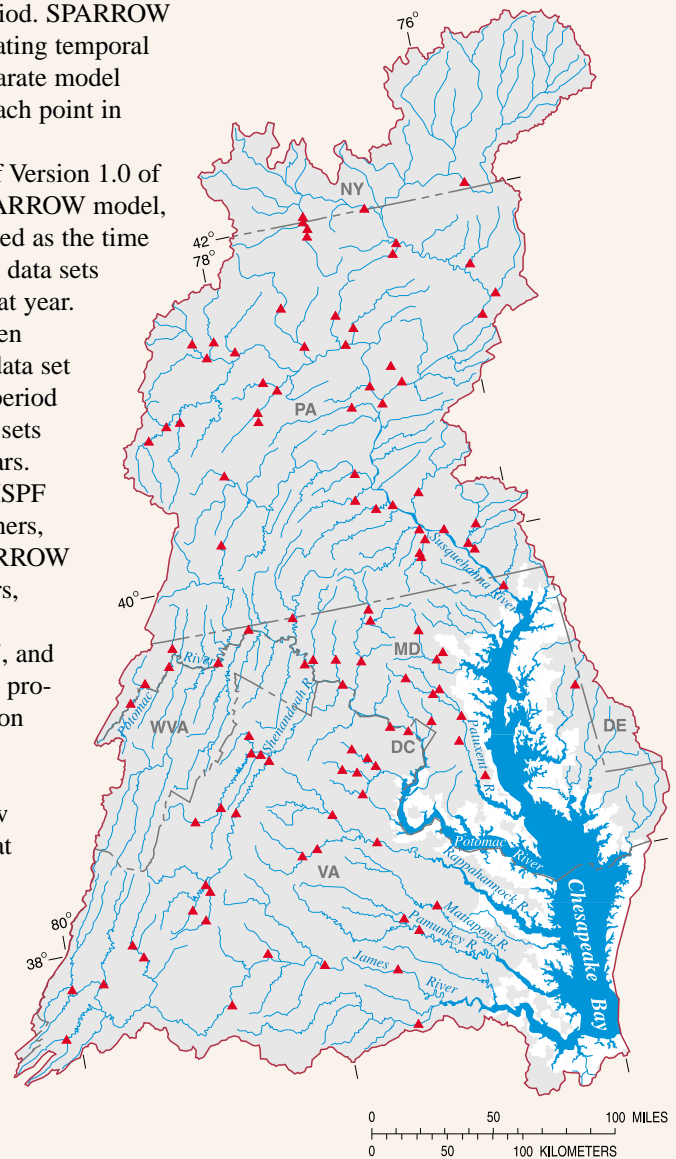 iod. SPARROW
ating temporal
arate model
ach point in
f Version 1.0 of
ARROW model,
ed as the time
data sets
at year.
en
data set
period
sets
ars.
ISPF
ners,
RROW
rs,
, and
pro-
on
w
at
76°
NY
42°
78°
PA
Susquehanna River
40°
MD
Potomac River
Shenandoah R.
WVA
DC
Patuxent R.
DE
Potomac River
VA
Rappahannock R.
Mattaponi R.
Pamunkey R.
James River
Chesapeake Bay
80°
38°
0 50 100 MILES
0 50 100 KILOMETERS